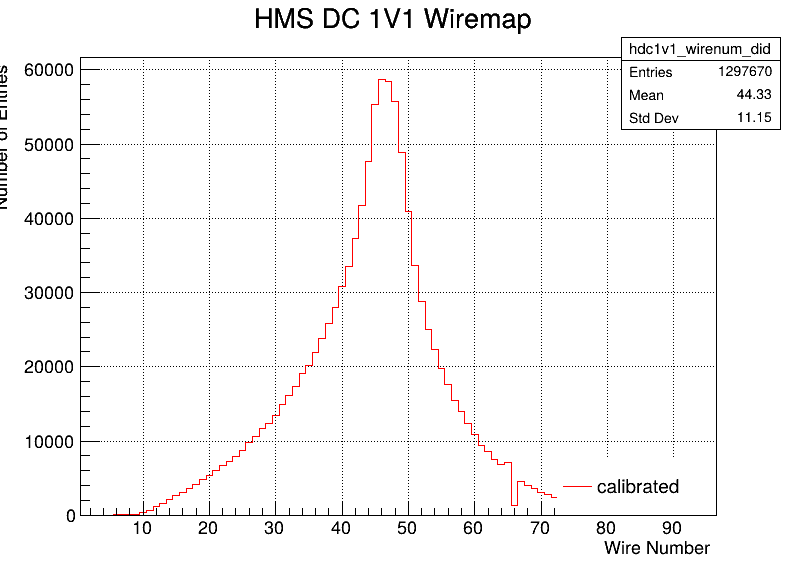 HMS DC 1V1 Wiremap
hdc1v1_wirenum_did
Entries 1297670
Mean 44.33
Std Dev 11.15
Number of Entries
60000
50000
40000
30000
20000
10000
0
calibrated
10 20 30 40 50 60 70 80 90
Wire Number